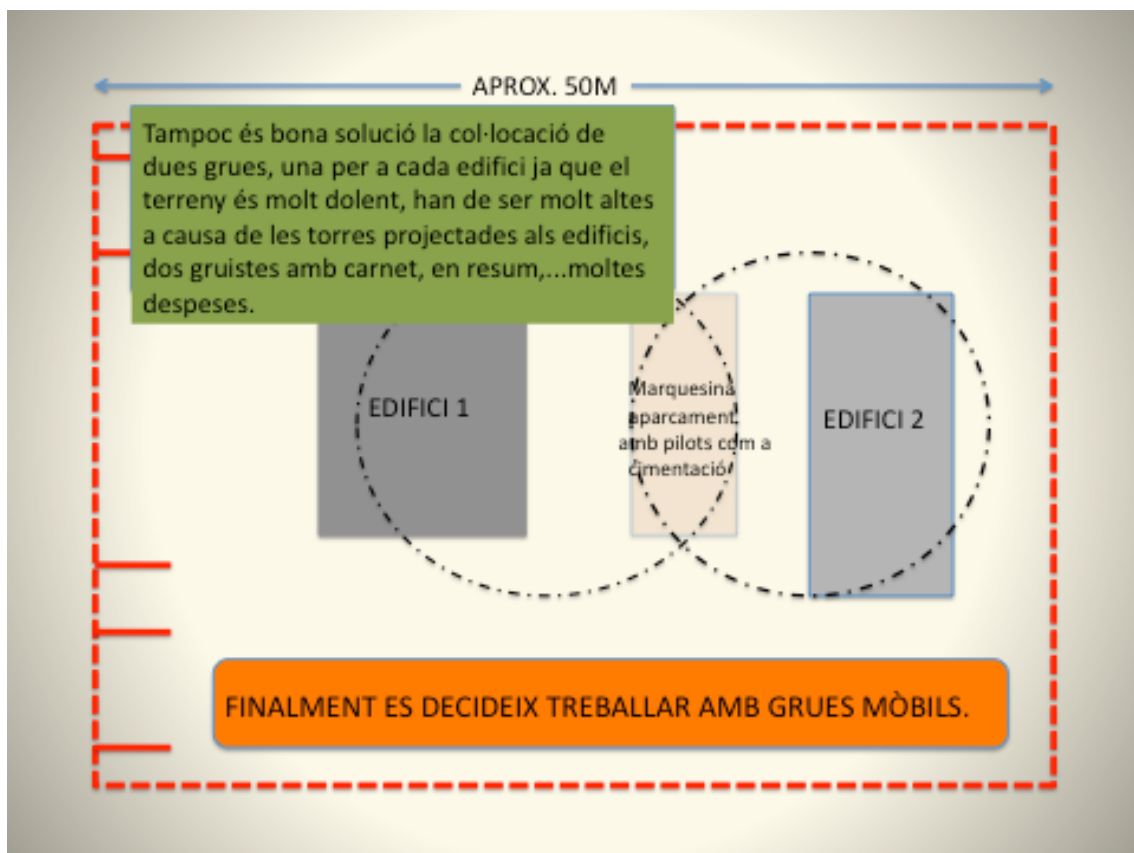 APROX. 50M
Tampoc és bona solució la col·locació de
dues grues, una per a cada edifici ja que el
terreny és molt dolent, han de ser molt altes
a causa de les torres projectades als edificis,
dos gruistes amb carnet, en resum,...moltes
despeses.
EDIFICI 1
Marquesina
aparcament
amb pilots com a
cimentació
EDIFICI 2
FINALMENT ES DECIDEIX TREBALLAR AMB GRUES MÒBILS.